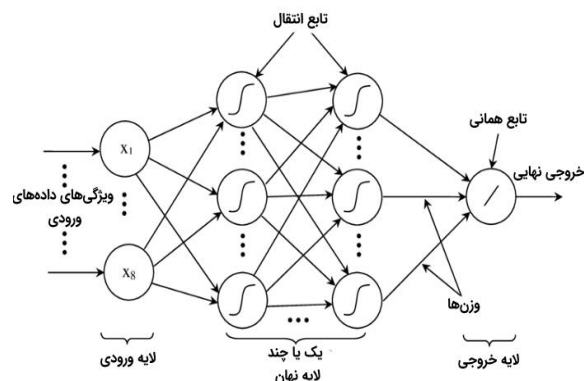 تابع انتقال
تابع همانی
خروجی نهایی
X1
ویژگی‌های داده‌های
ورودی
X8
وزن‌ها
لایه ورودی
یک یا چند
لایه نهان
لایه خروجی